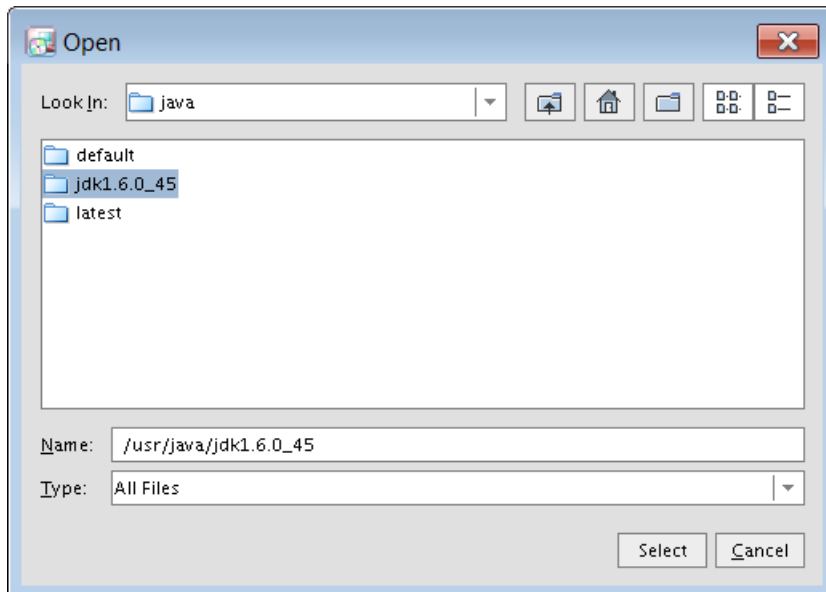 Open
Look In: java
default
jdk1.6.0_45
latest
Name: /usr/java/jdk1.6.0_45
Type: All Files
Select Cancel